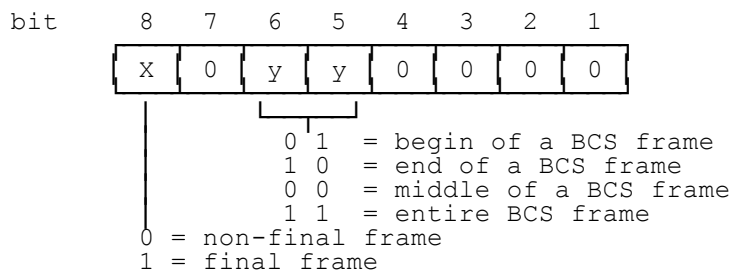 bit 8 7 6 5 4 3 2 1
x 0 y y 0 0 0 0
0 1 = begin of a BCS frame
1 0 = end of a BCS frame
0 0 = middle of a BCS frame
1 1 = entire BCS frame
0 = non-final frame
1 = final frame